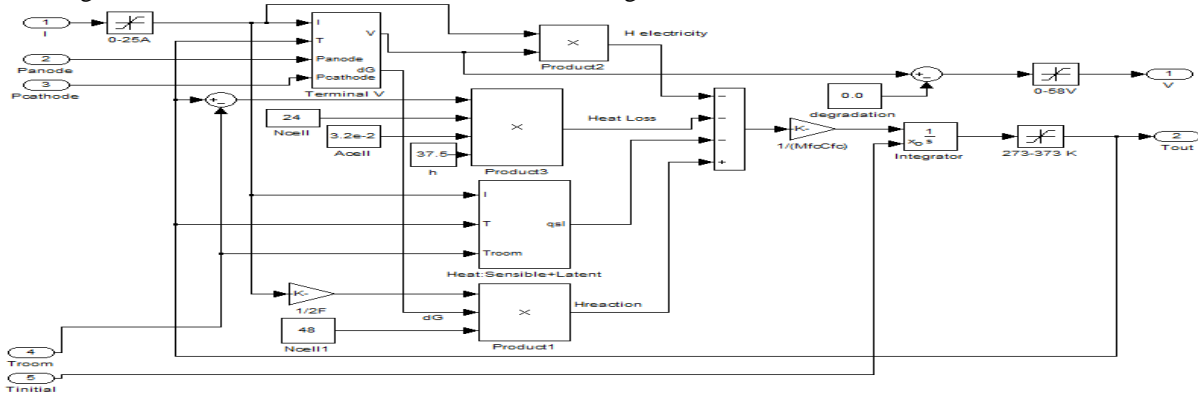 1
I
0-25A
2
Panode
3
Pcathode
I
T
Panode
Pcathode
V
dG
Terminal V
×
Product2
H electricity
+
−
0.0
degradation
0-58V
1
V
+
−
24
Ncell
3.2e-2
Acell
37.5
h
×
Product3
Heat Loss
−
−
−
+
-K-
1/(MfcCfc)
xo
1
s
Integrator
273-373 K
2
Tout
I
T
Troom
qsl
Heat:Sensible+Latent
-K-
1/2F
48
Ncell1
dG
×
Product1
Hreaction
4
Troom
5
Tinitial